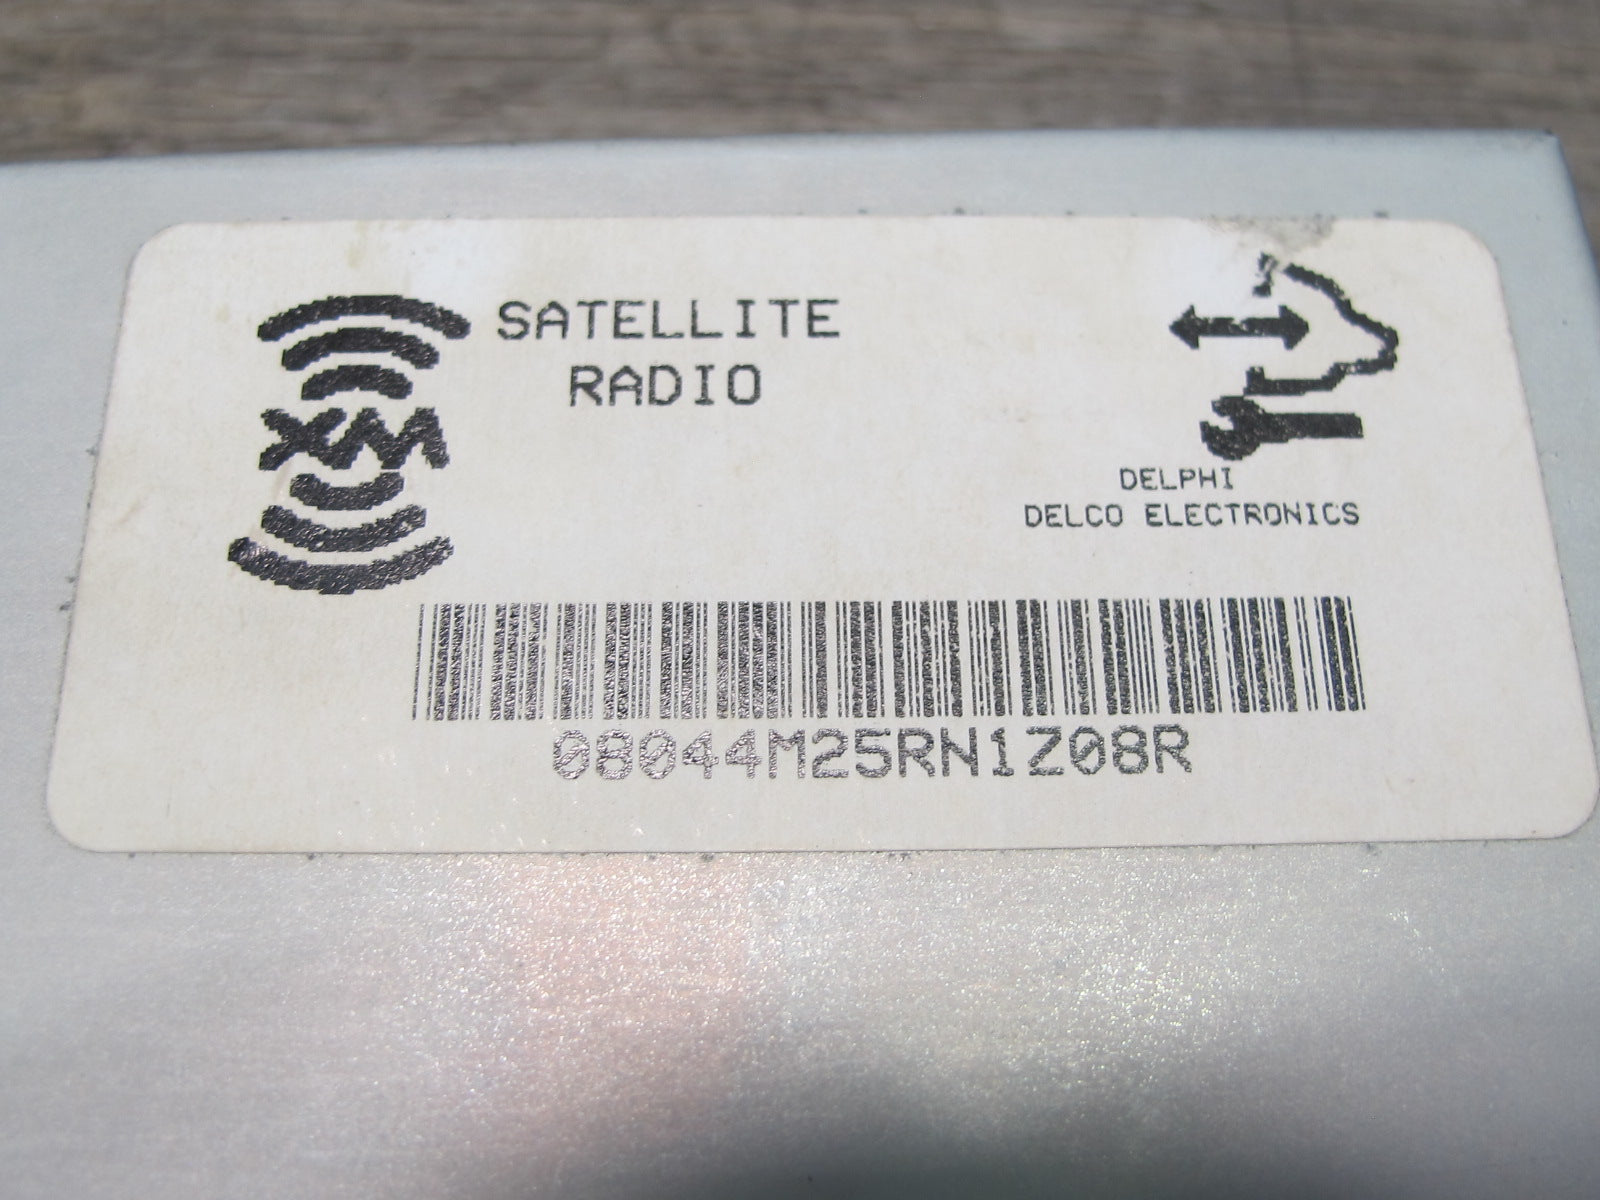 SATELLITE
RADIO
XM
DELPHI
DELCO ELECTRONICS
08044M25RN1Z08R